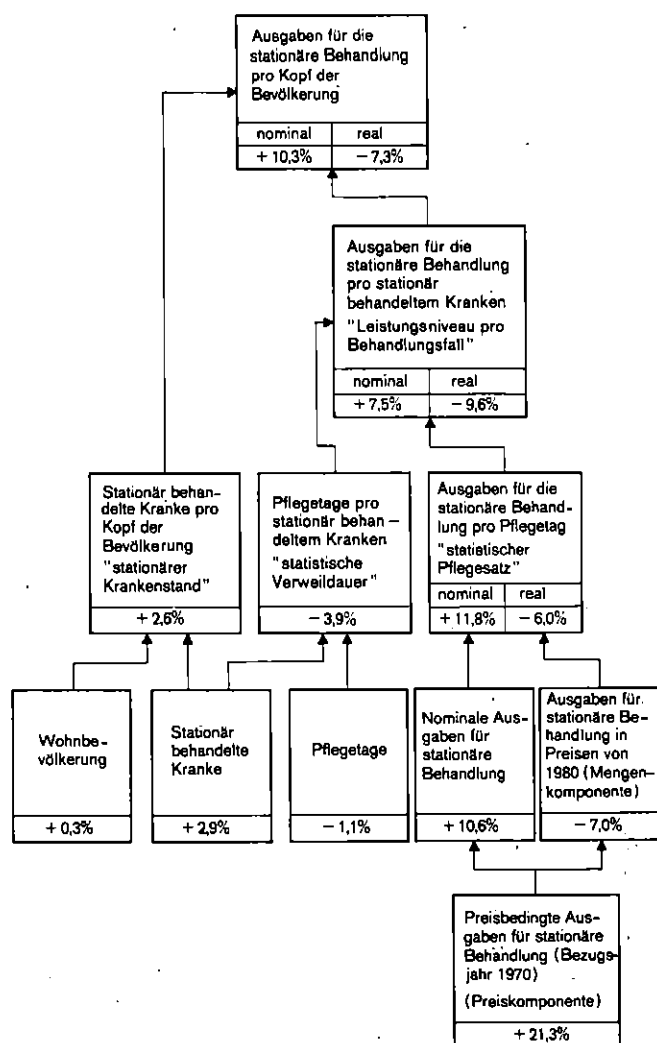 Ausgaben für die
stationäre Behandlung
pro Kopf der
Bevölkerung
nominal real
+ 10,3% − 7,3%
Ausgaben für die
stationäre Behandlung
pro stationär
behandeltem Kranken
"Leistungsniveau pro
Behandlungsfall"
nominal real
+ 7,5% − 9,6%
Stationär behan-
delte Kranke pro
Kopf der
Bevölkerung
"stationärer
Krankenstand"
+ 2,6%
Pflegetage pro
stationär behan –
deltem Kranken
"statistische
Verweildauer"
− 3,9%
Ausgaben für die
stationäre Behand-
lung pro Pflegetag
"statistischer
Pflegesatz"
nominal real
+ 11,8% − 6,0%
Wohnbe-
völkerung
+ 0,3%
Stationär
behandelte
Kranke
+ 2,9%
Pflegetage
− 1,1%
Nominale Aus-
gaben für
stationäre
Behandlung
+ 10,6%
Ausgaben für
stationäre Be-
handlung in
Preisen von
1980 (Mengen-
komponente)
− 7,0%
Preisbedingte Aus-
gaben für stationäre
Behandlung (Bezugs-
jahr 1970)
(Preiskomponente)
+ 21,3%